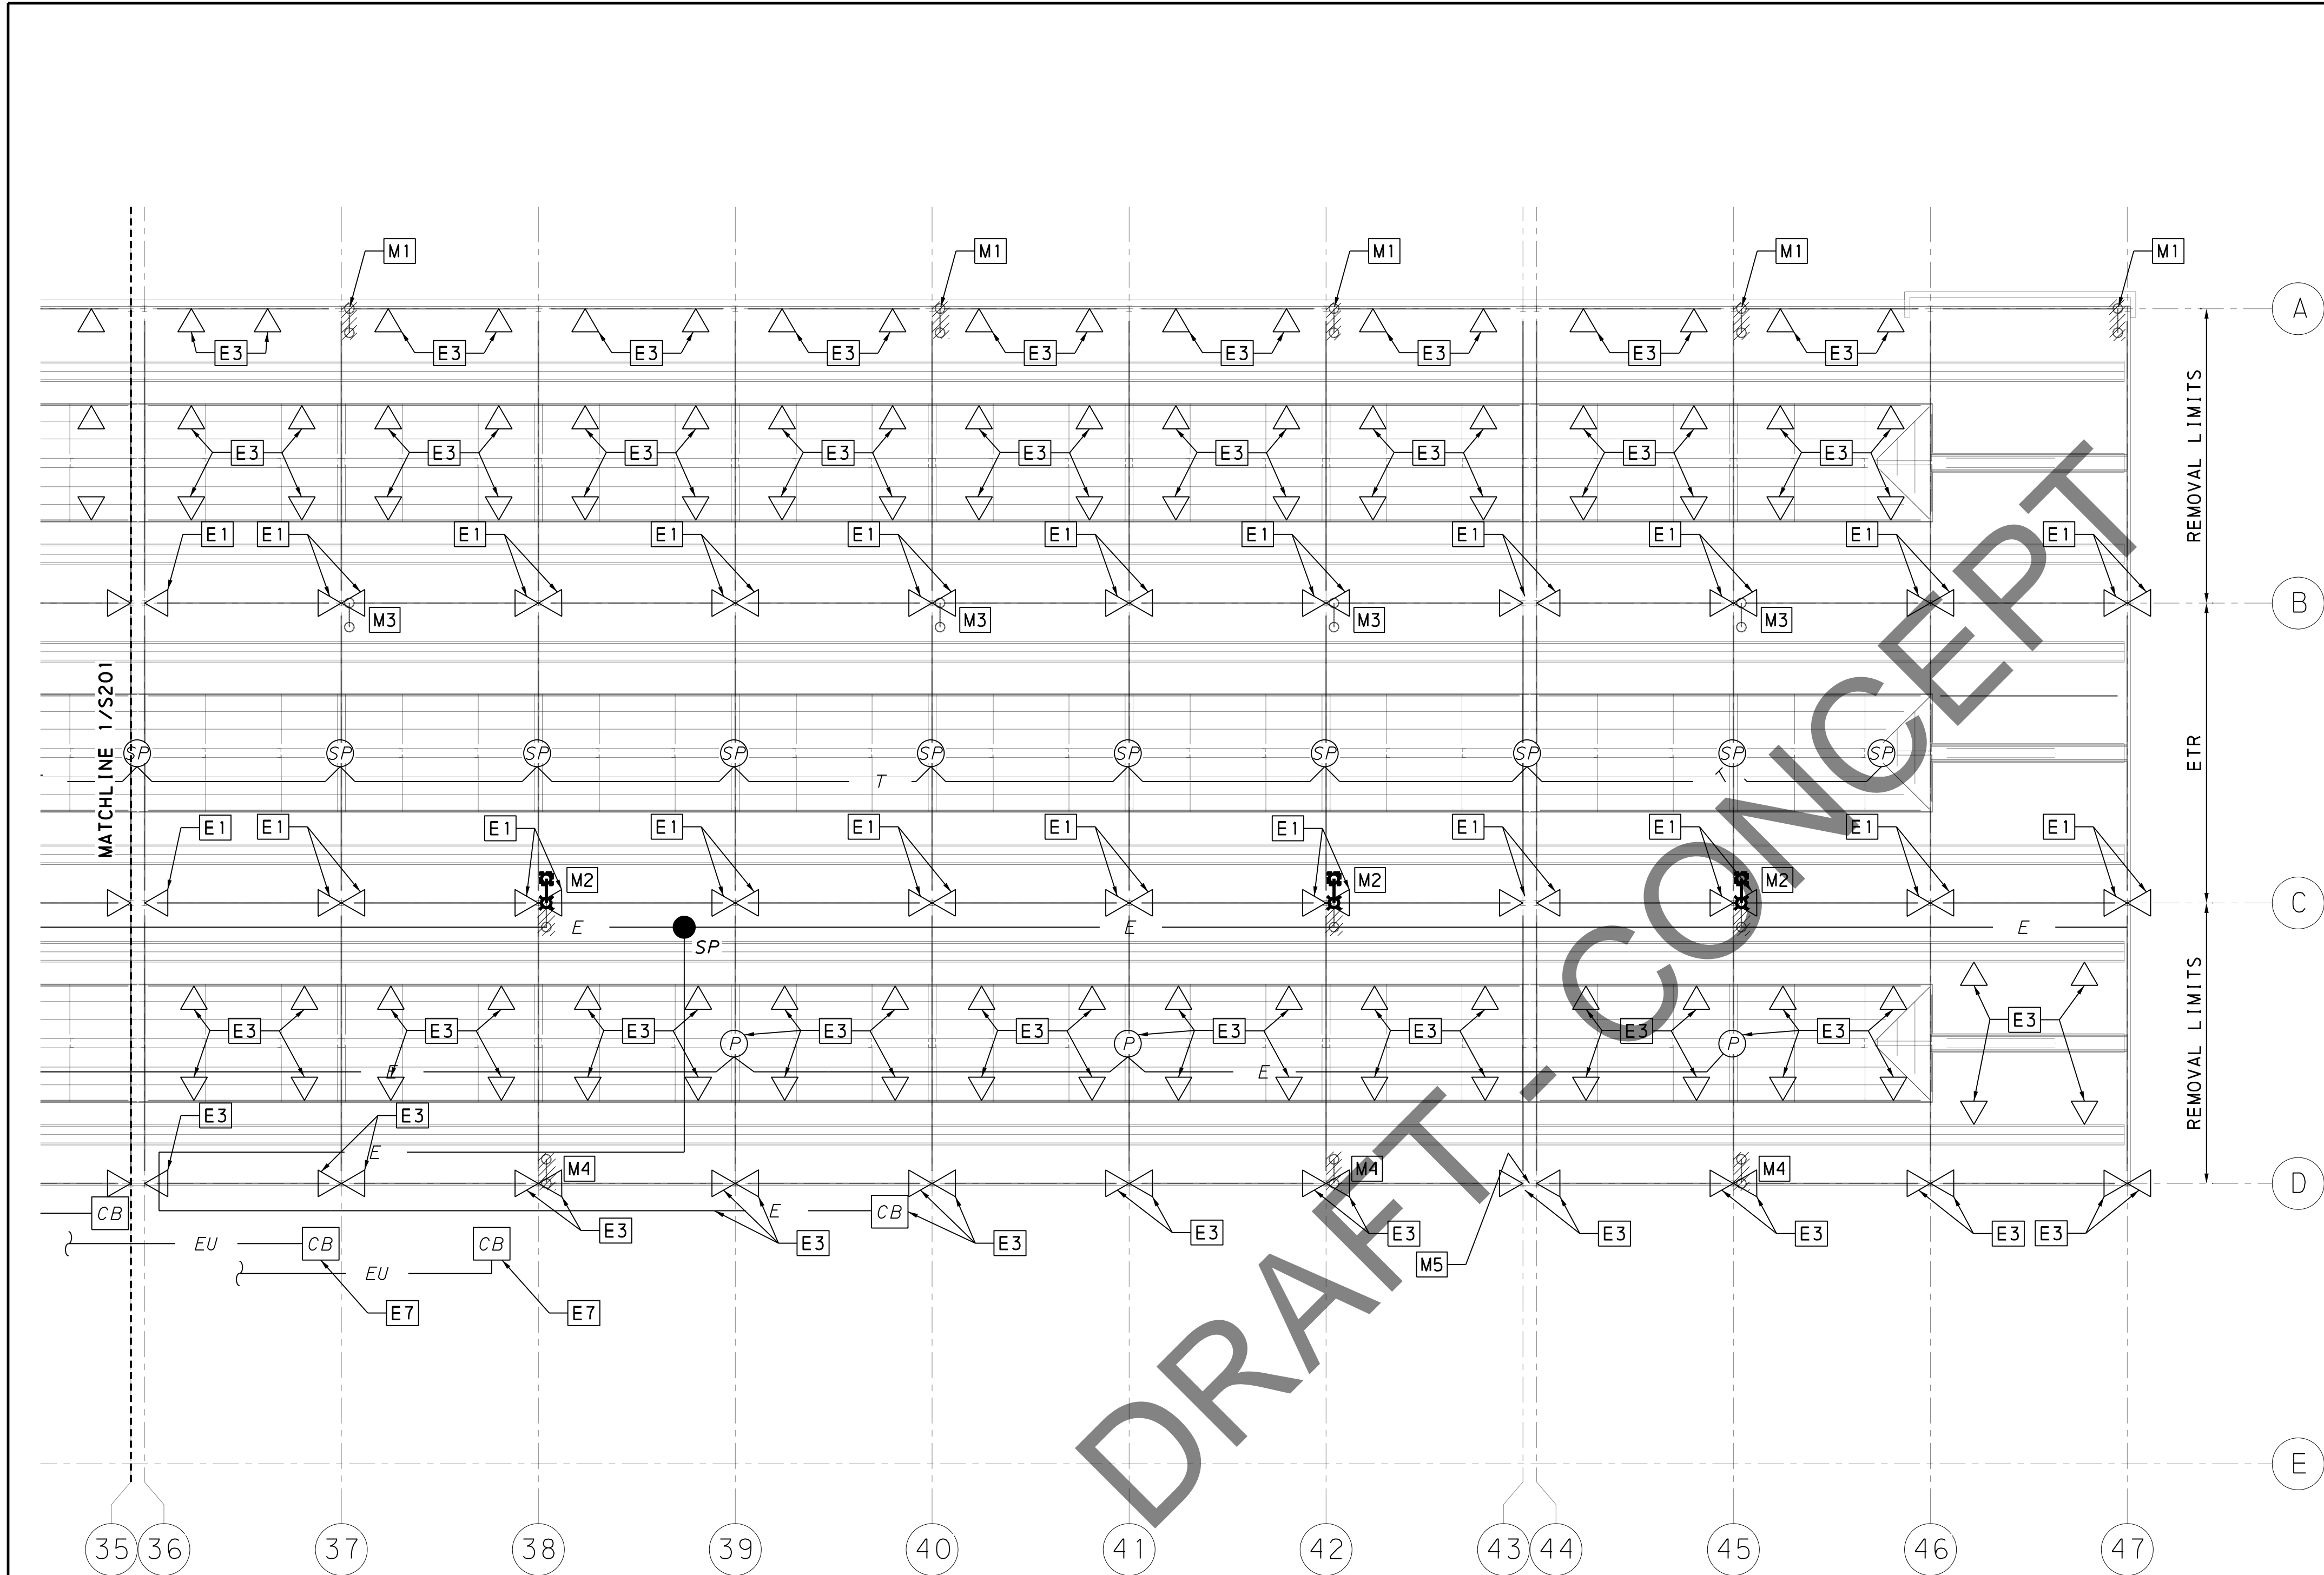 M1 M1 M1 M1 M1
A
E3 E3 E3 E3 E3 E3 E3 E3 E3
REMOVAL LIMITS
E3 E3 E3 E3 E3 E3 E3 E3 E3
E1 E1 E1 E1 E1 E1 E1 E1 E1 E1 E1
B
M3 M3 M3 M3
MATCHLINE 1/S201
SP SP SP SP SP SP SP SP SP SP
ETR
T T
E1 E1 E1 E1 E1 E1 E1 E1 E1 E1 E1
M2 M2 M2
C
E E E
SP
REMOVAL LIMITS
E3 E3 E3 E3 E3 E3 E3 E3 E3 E3
P P P
E E
E3 E3
E
M4 M4 M4
D
CB E CB
E3 E3 E3 E3 E3 E3 E3 E3 E3
EU CB CB
M5
EU
E7 E7
E
35 36 37 38 39 40 41 42 43 44 45 46 47
DRAFT - CONCEPT